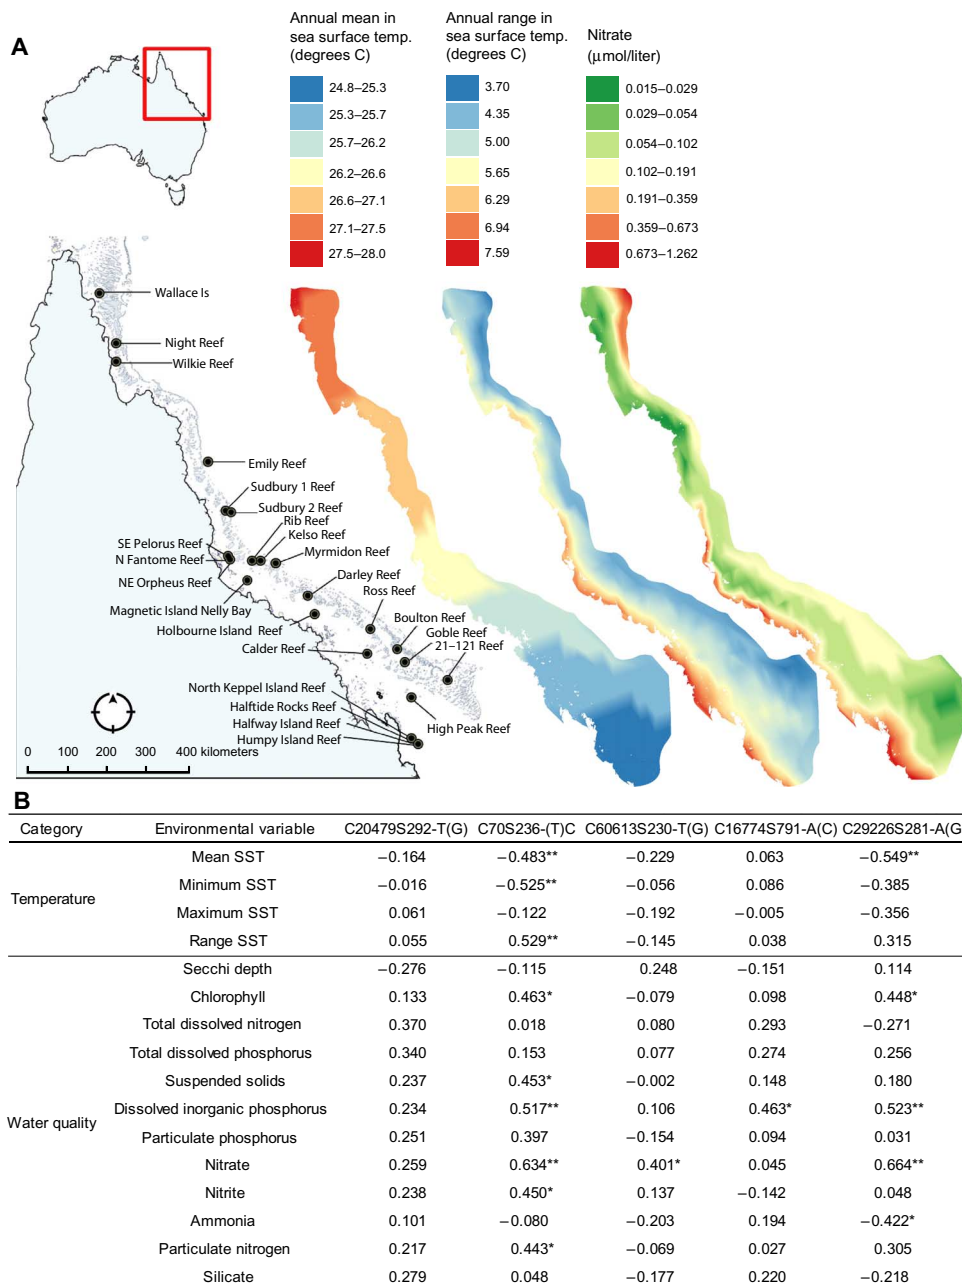 A
Annual mean in
sea surface temp.
(degrees C)
24.8–25.3
25.3–25.7
25.7–26.2
26.2–26.6
26.6–27.1
27.1–27.5
27.5–28.0
Annual range in
sea surface temp.
(degrees C)
3.70
4.35
5.00
5.65
6.29
6.94
7.59
Nitrate
(μmol/liter)
0.015–0.029
0.029–0.054
0.054–0.102
0.102–0.191
0.191–0.359
0.359–0.673
0.673–1.262
Wallace Is
Night Reef
Wilkie Reef
Emily Reef
Sudbury 1 Reef
Sudbury 2 Reef
Rib Reef
Kelso Reef
Myrmidon Reef
SE Pelorus Reef
N Fantome Reef
NE Orpheus Reef
Darley Reef
Magnetic Island Nelly Bay
Ross Reef
Holbourne Island Reef
Boulton Reef
Goble Reef
21–121 Reef
Calder Reef
North Keppel Island Reef
Halftide Rocks Reef
Halfway Island Reef
Humpy Island Reef
High Peak Reef
0 100 200 300 400 kilometers
B
Category Environmental variable C20479S292-T(G) C70S236-(T)C C60613S230-T(G) C16774S791-A(C) C29226S281-A(G
Temperature
Mean SST −0.164 −0.483** −0.229 0.063 −0.549**
Minimum SST −0.016 −0.525** −0.056 0.086 −0.385
Maximum SST 0.061 −0.122 −0.192 −0.005 −0.356
Range SST 0.055 0.529** −0.145 0.038 0.315
Water quality
Secchi depth −0.276 −0.115 0.248 −0.151 0.114
Chlorophyll 0.133 0.463* −0.079 0.098 0.448*
Total dissolved nitrogen 0.370 0.018 0.080 0.293 −0.271
Total dissolved phosphorus 0.340 0.153 0.077 0.274 0.256
Suspended solids 0.237 0.453* −0.002 0.148 0.180
Dissolved inorganic phosphorus 0.234 0.517** 0.106 0.463* 0.523**
Particulate phosphorus 0.251 0.397 −0.154 0.094 0.031
Nitrate 0.259 0.634** 0.401* 0.045 0.664**
Nitrite 0.238 0.450* 0.137 −0.142 0.048
Ammonia 0.101 −0.080 −0.203 0.194 −0.422*
Particulate nitrogen 0.217 0.443* −0.069 0.027 0.305
Silicate 0.279 0.048 −0.177 0.220 −0.218